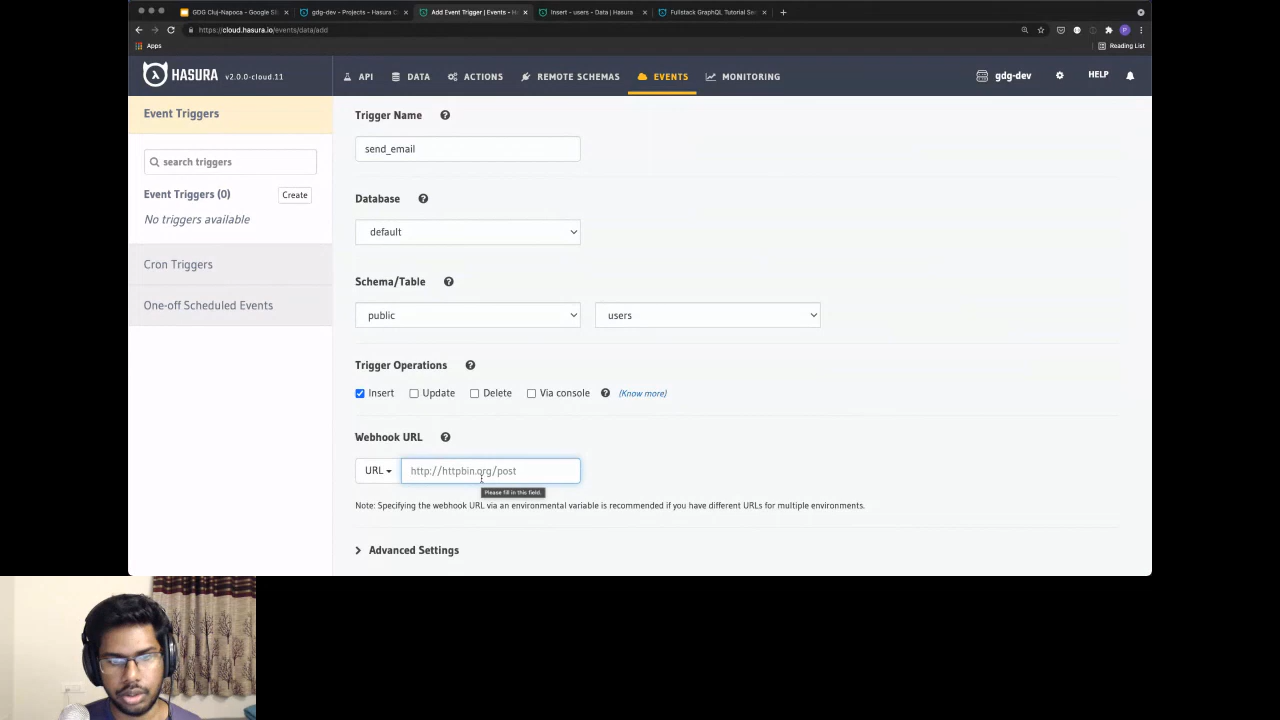 GDG Cluj-Napoca - Google Sli
gdg-dev - Projects - Hasura C
Add Event Trigger | Events - H
Insert - users - Data | Hasura
Fullstack GraphQL Tutorial Se
https://cloud.hasura.io/events/data/add
P
Apps
Reading List
HASURA v2.0.0-cloud.11
API
DATA
ACTIONS
REMOTE SCHEMAS
EVENTS
MONITORING
gdg-dev
HELP
Event Triggers
search triggers
Event Triggers (0) Create
No triggers available
Cron Triggers
One-off Scheduled Events
Trigger Name
send_email
Database
default
Schema/Table
public users
Trigger Operations
Insert Update Delete Via console (Know more)
Webhook URL
URL http://httpbin.org/post
Please fill in this field.
Note: Specifying the webhook URL via an environmental variable is recommended if you have different URLs for multiple environments.
Advanced Settings